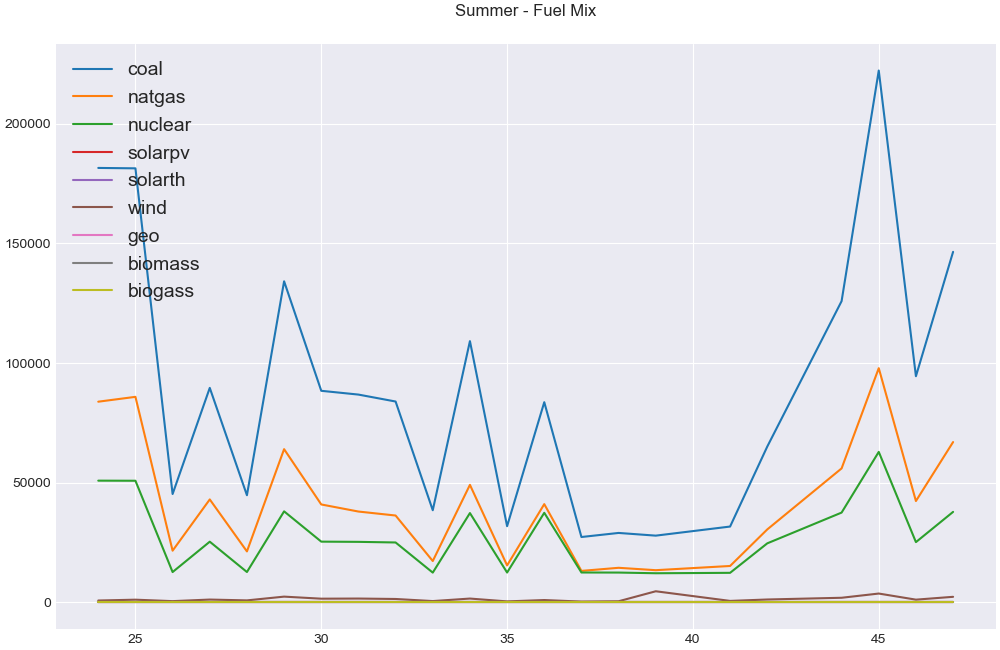 Summer - Fuel Mix
coal
natgas
nuclear
solarpv
solarth
wind
geo
biomass
biogass
200000
150000
100000
50000
0
25 30 35 40 45